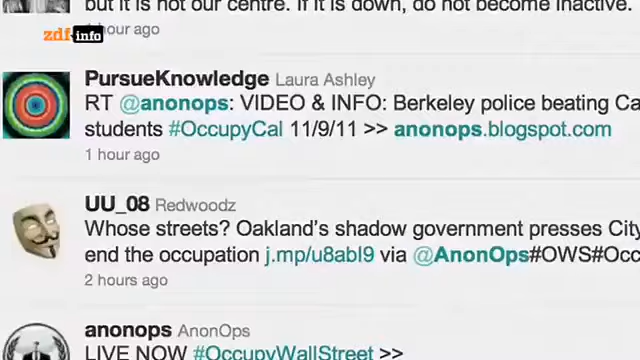 but it is not our centre. If it is down, do not become inactive.
hour ago
zdf.info
PursueKnowledge Laura Ashley
RT @anonops: VIDEO & INFO: Berkeley police beating Ca
students #OccupyCal 11/9/11 >> anonops.blogspot.com
1 hour ago
UU_08 Redwoodz
Whose streets? Oakland’s shadow government presses City
end the occupation j.mp/u8abI9 via @AnonOps#OWS#Occ
2 hours ago
anonops AnonOps
LIVE NOW #OccupyWallStreet >>